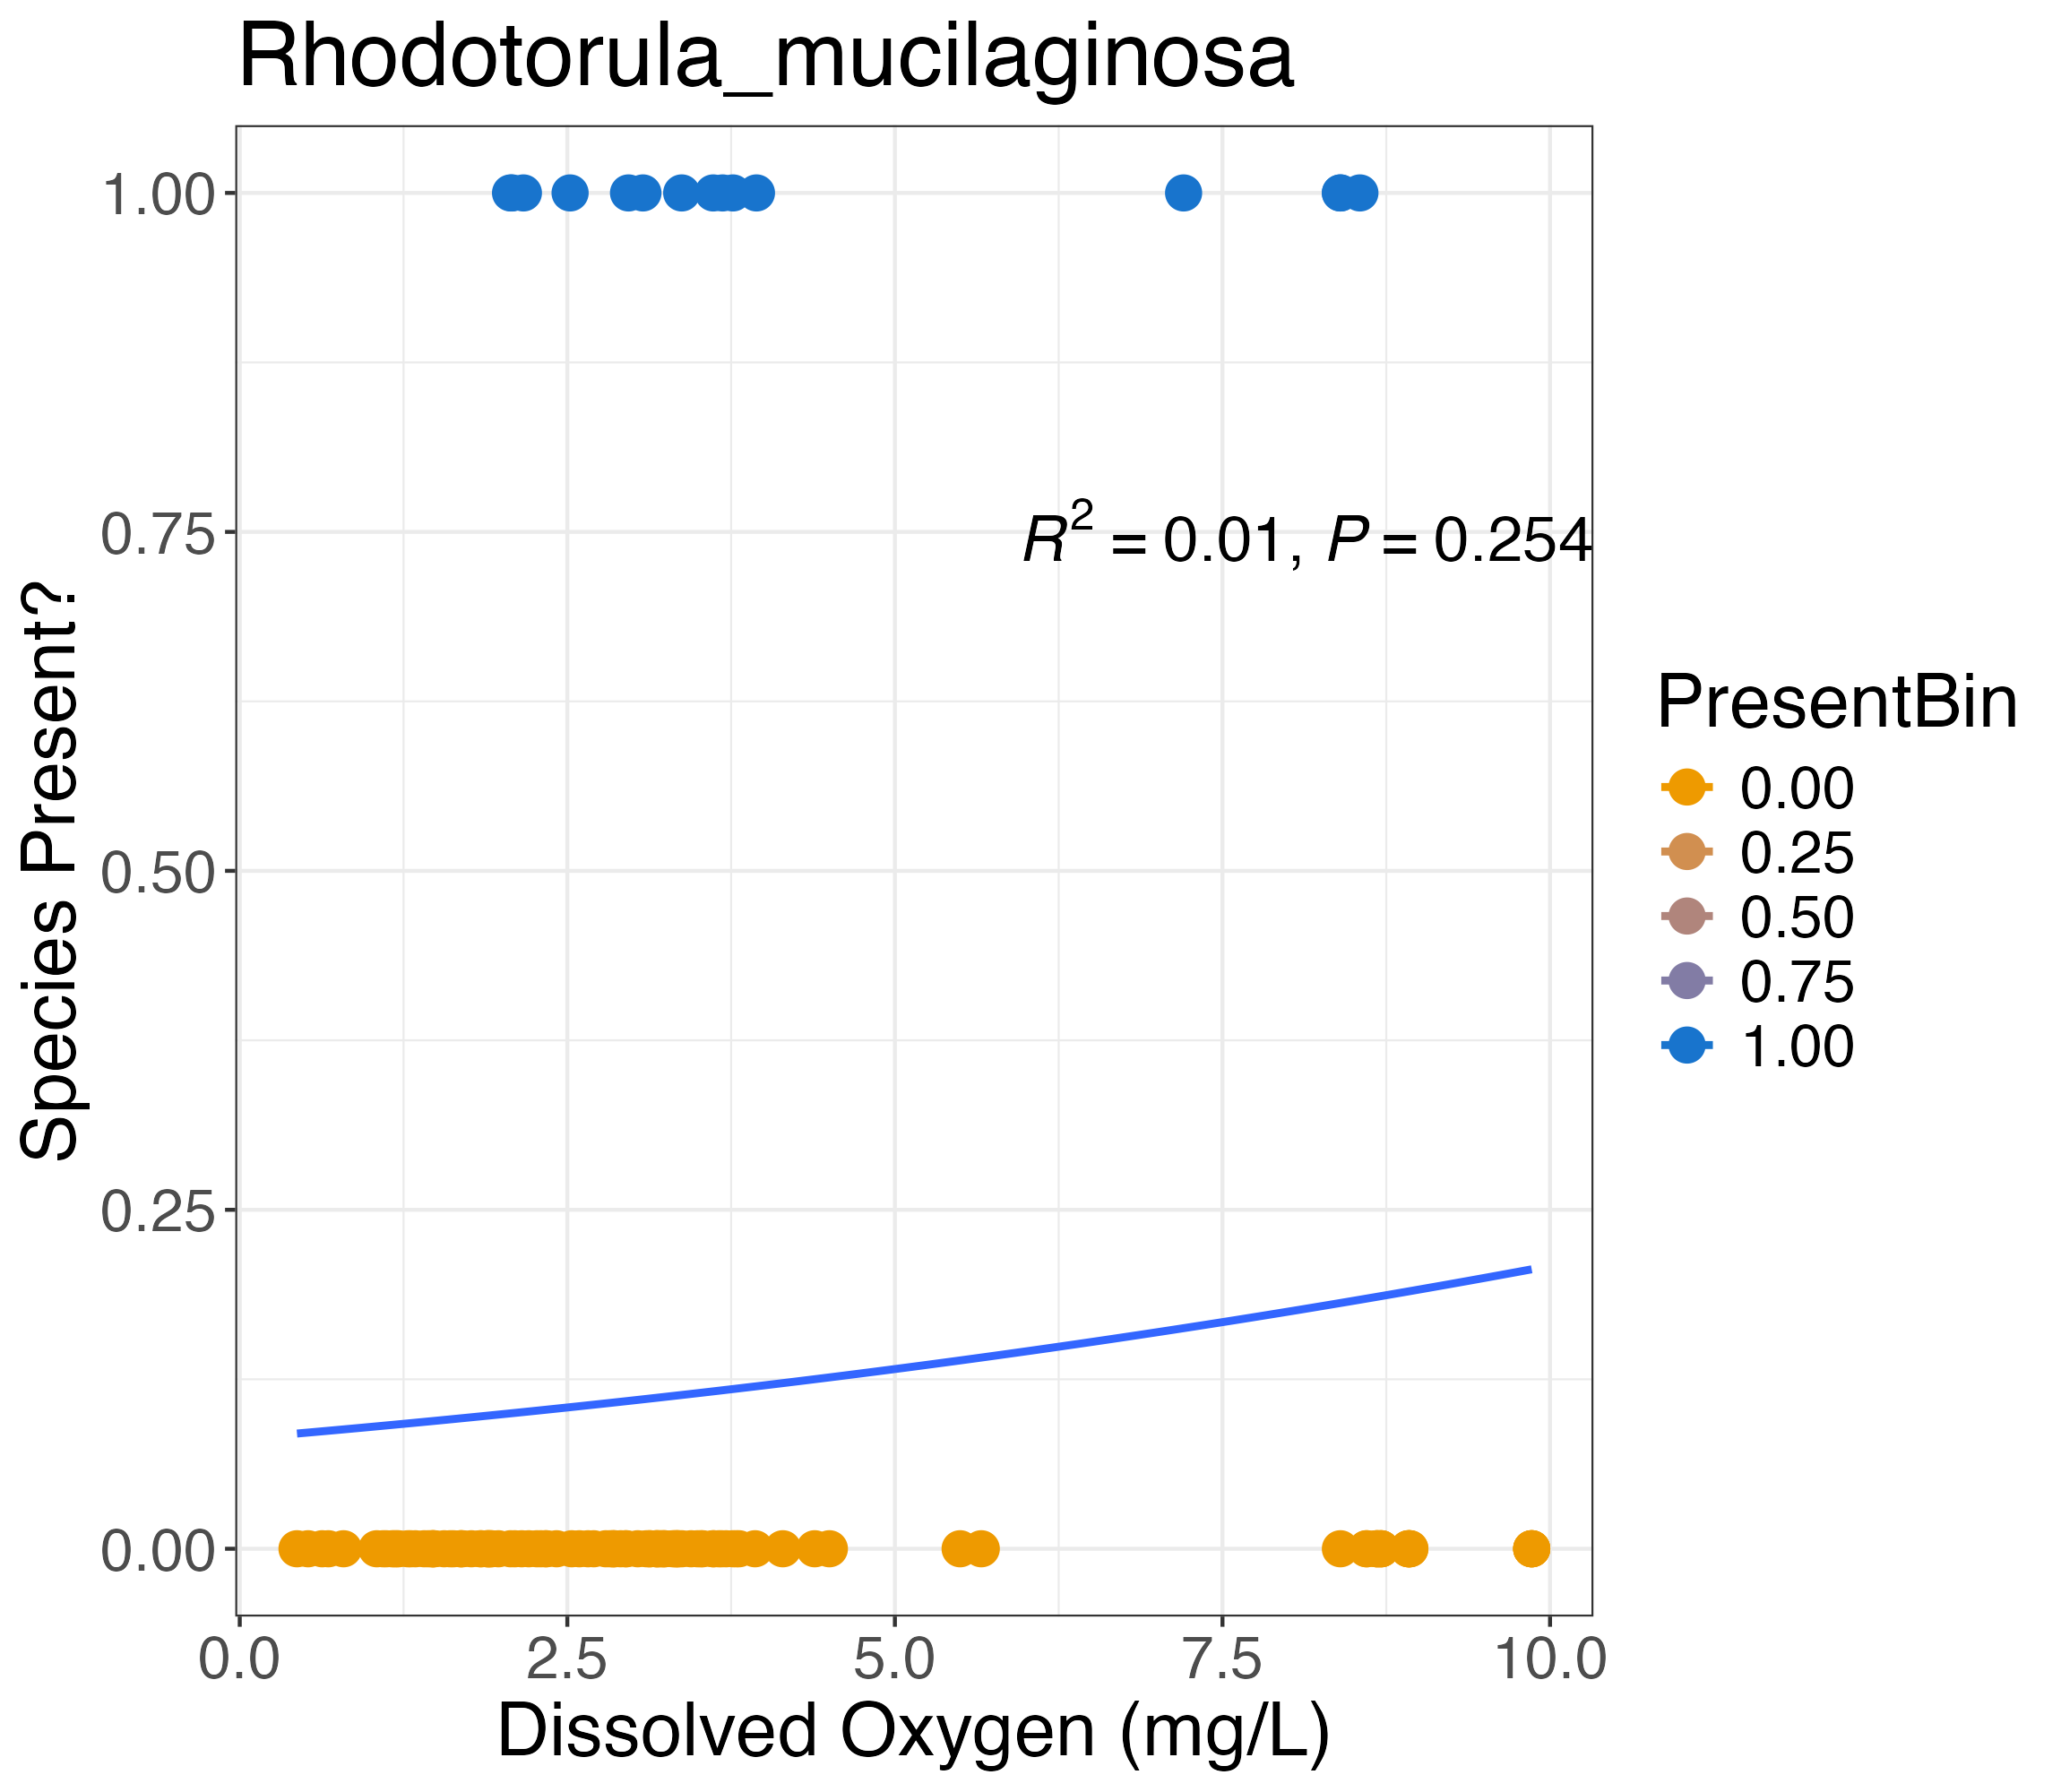 Rhodotorula_mucilaginosa
1.00
0.75
0.50
0.25
0.00
Species Present?
R² = 0.01, P = 0.254
0.0 2.5 5.0 7.5 10.0
Dissolved Oxygen (mg/L)
PresentBin
0.00
0.25
0.50
0.75
1.00